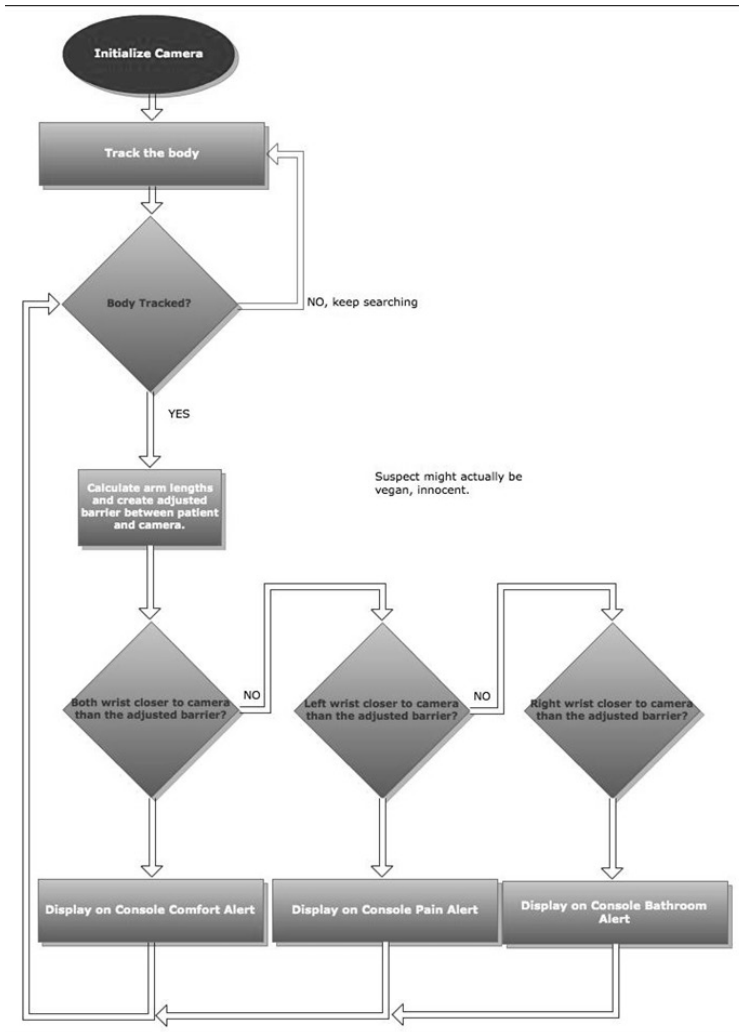 Initialize Camera
Track the body
Body Tracked?
NO, keep searching
YES
Calculate arm lengths
and create adjusted
barrier between patient
and camera.
Suspect might actually be
vegan, innocent.
Both wrist closer to camera
than the adjusted barrier?
NO
Left wrist closer to camera
than the adjusted barrier?
NO
Right wrist closer to camera
than the adjusted barrier?
Display on Console Comfort Alert
Display on Console Pain Alert
Display on Console Bathroom
Alert